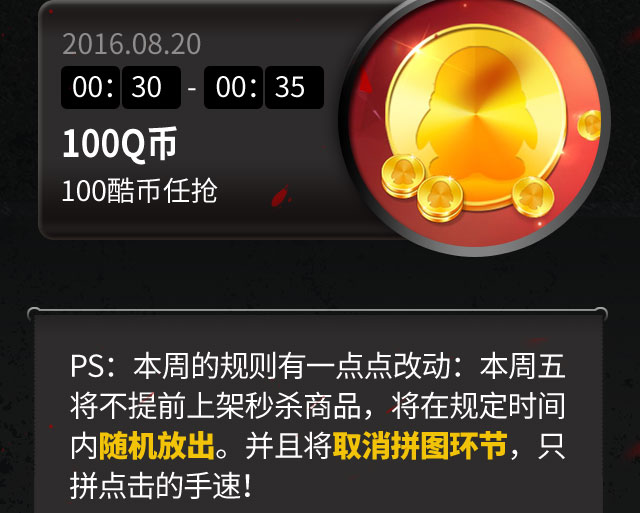 2016.08.20
00：30 - 00：35
100Q币
100酷币任抢
PS：本周的规则有一点点改动：本周五
将不提前上架秒杀商品，将在规定时间
内随机放出。并且将取消拼图环节，只
拼点击的手速！